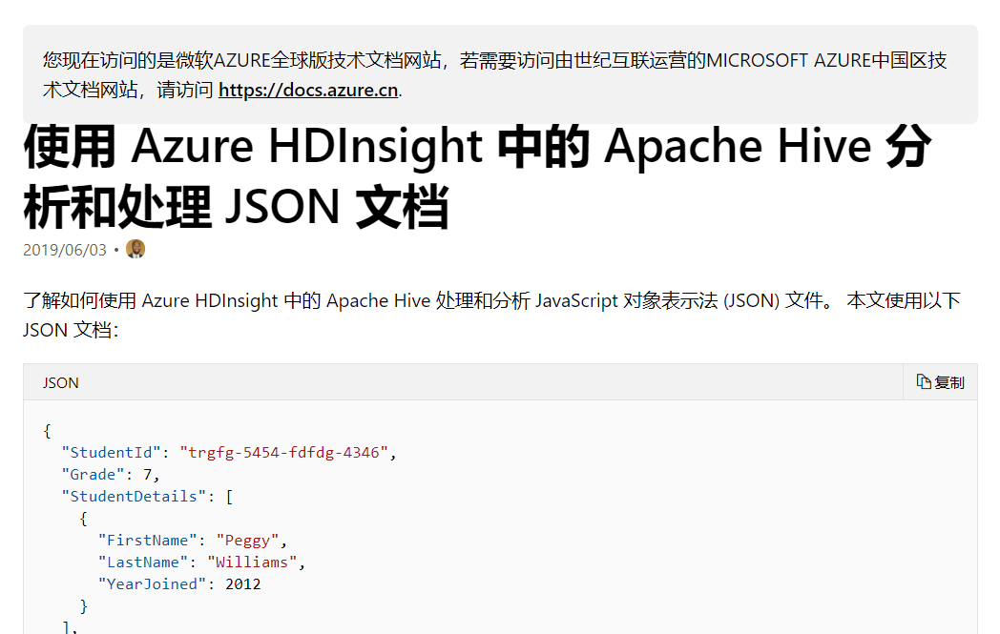 您现在访问的是微软AZURE全球版技术文档网站，若需要访问由世纪互联运营的MICROSOFT AZURE中国区技
术文档网站，请访问 https://docs.azure.cn.
使用 Azure HDInsight 中的 Apache Hive 分
析和处理 JSON 文档
2019/06/03 •
了解如何使用 Azure HDInsight 中的 Apache Hive 处理和分析 JavaScript 对象表示法 (JSON) 文件。 本文使用以下
JSON 文档：
JSON 复制
{
  "StudentId": "trgfg-5454-fdfdg-4346",
  "Grade": 7,
  "StudentDetails": [
    {
      "FirstName": "Peggy",
      "LastName": "Williams",
      "YearJoined": 2012
    }
  ],